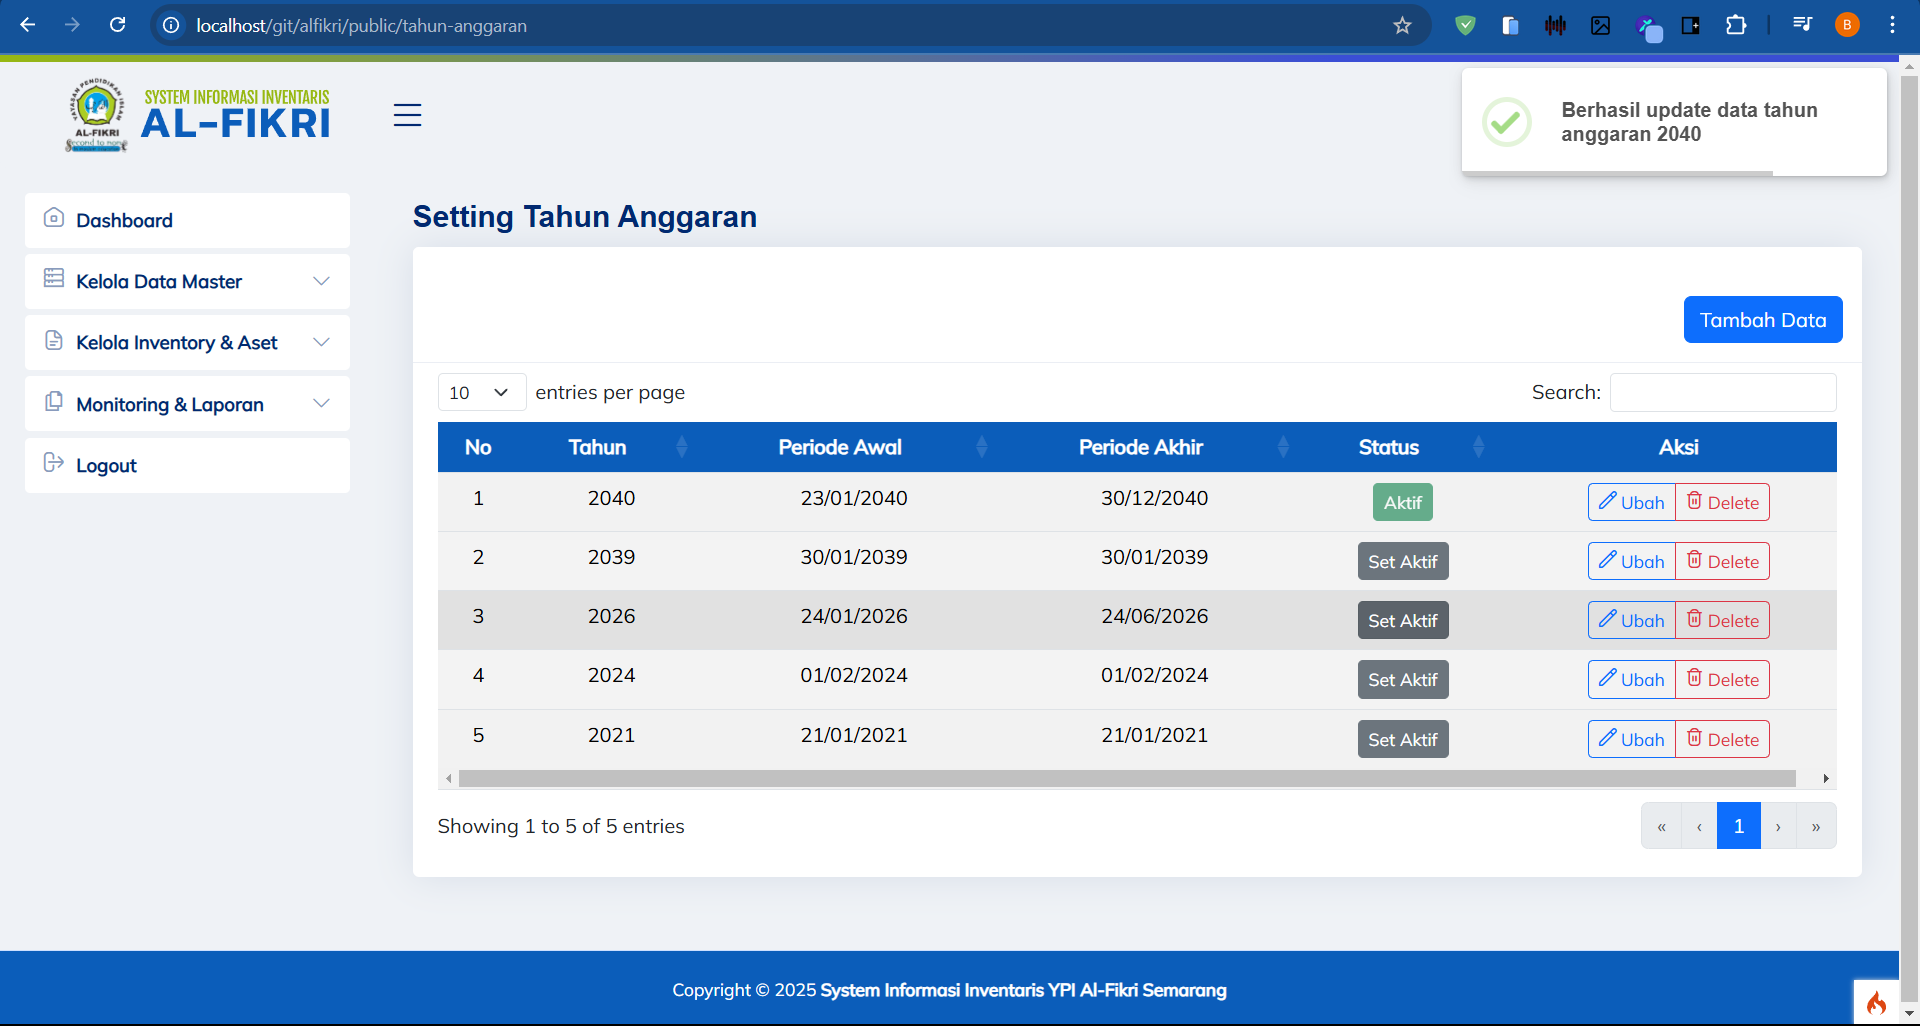 localhost/git/alfikri/public/tahun-anggaran
B
YAYASAN PENDIDIKAN ISLAM
AL-FIKRI
Second to none
SYSTEM INFORMASI INVENTARIS
AL-FIKRI
Berhasil update data tahun
anggaran 2040
Dashboard
Kelola Data Master
Kelola Inventory & Aset
Monitoring & Laporan
Logout
Setting Tahun Anggaran
Tambah Data
10 entries per page
Search:
No Tahun Periode Awal Periode Akhir Status Aksi
1 2040 23/01/2040 30/12/2040 Aktif Ubah Delete
2 2039 30/01/2039 30/01/2039 Set Aktif Ubah Delete
3 2026 24/01/2026 24/06/2026 Set Aktif Ubah Delete
4 2024 01/02/2024 01/02/2024 Set Aktif Ubah Delete
5 2021 21/01/2021 21/01/2021 Set Aktif Ubah Delete
Showing 1 to 5 of 5 entries
« ‹ 1 › »
Copyright © 2025 System Informasi Inventaris YPI Al-Fikri Semarang